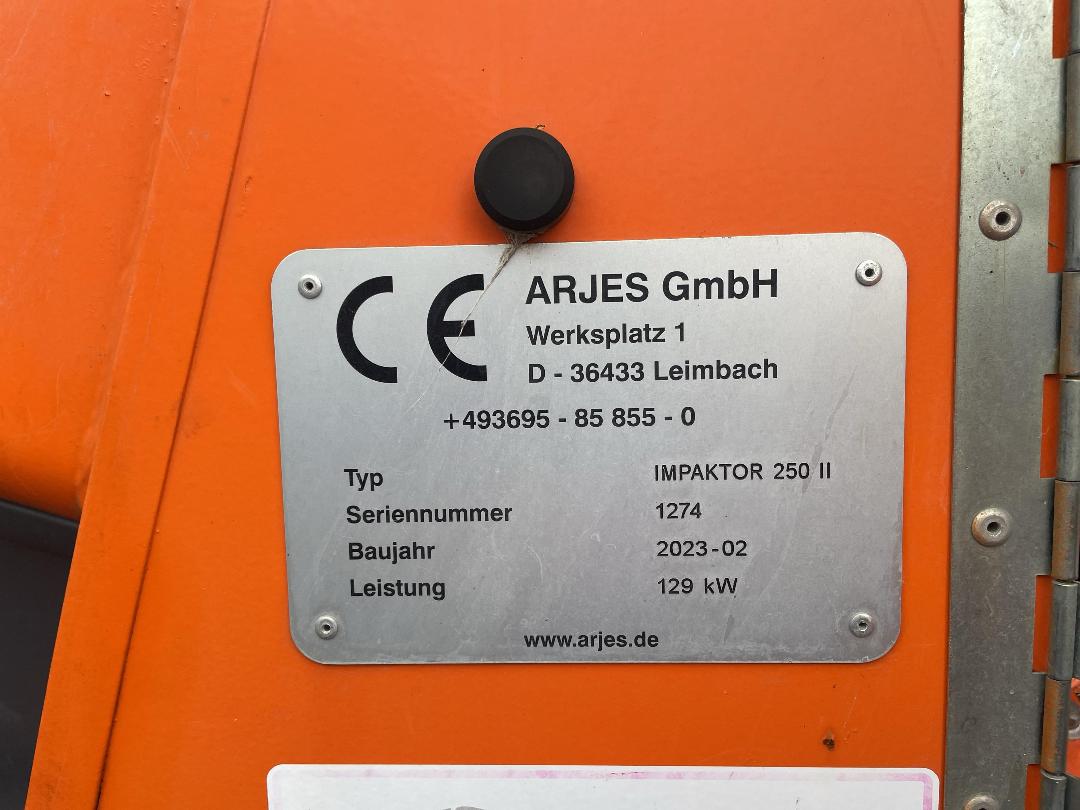 CE
ARJES GmbH
Werksplatz 1
D - 36433 Leimbach
+493695 - 85 855 - 0
Typ IMPAKTOR 250 II
Seriennummer 1274
Baujahr 2023-02
Leistung 129 kW
www.arjes.de